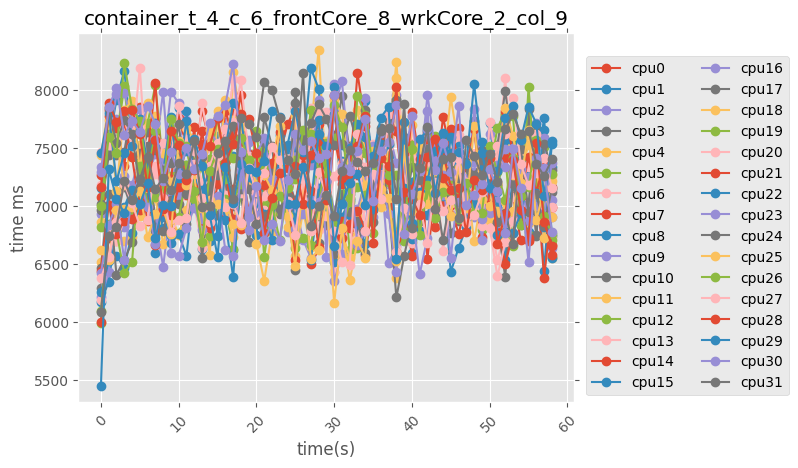 container_t_4_c_6_frontCore_8_wrkCore_2_col_9
time ms
8000
7500
7000
6500
6000
5500
0
10
20
30
40
50
60
time(s)
cpu0
cpu1
cpu2
cpu3
cpu4
cpu5
cpu6
cpu7
cpu8
cpu9
cpu10
cpu11
cpu12
cpu13
cpu14
cpu15
cpu16
cpu17
cpu18
cpu19
cpu20
cpu21
cpu22
cpu23
cpu24
cpu25
cpu26
cpu27
cpu28
cpu29
cpu30
cpu31